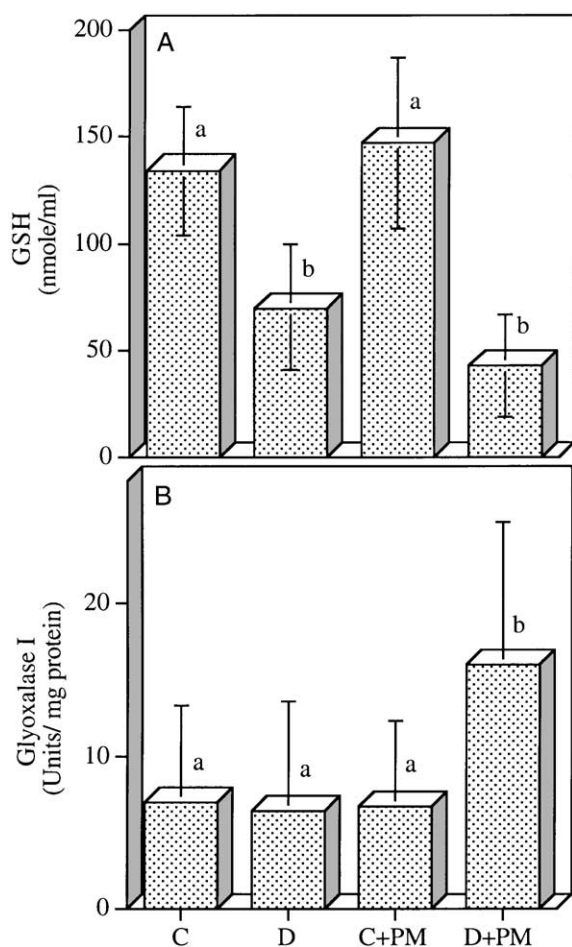 A
200
150
100
50
0
GSH
(nmole/ml)
a
b
a
b
B
20
10
0
Glyoxalase I
(Units/ mg protein)
a
a
a
b
C D C+PM D+PM